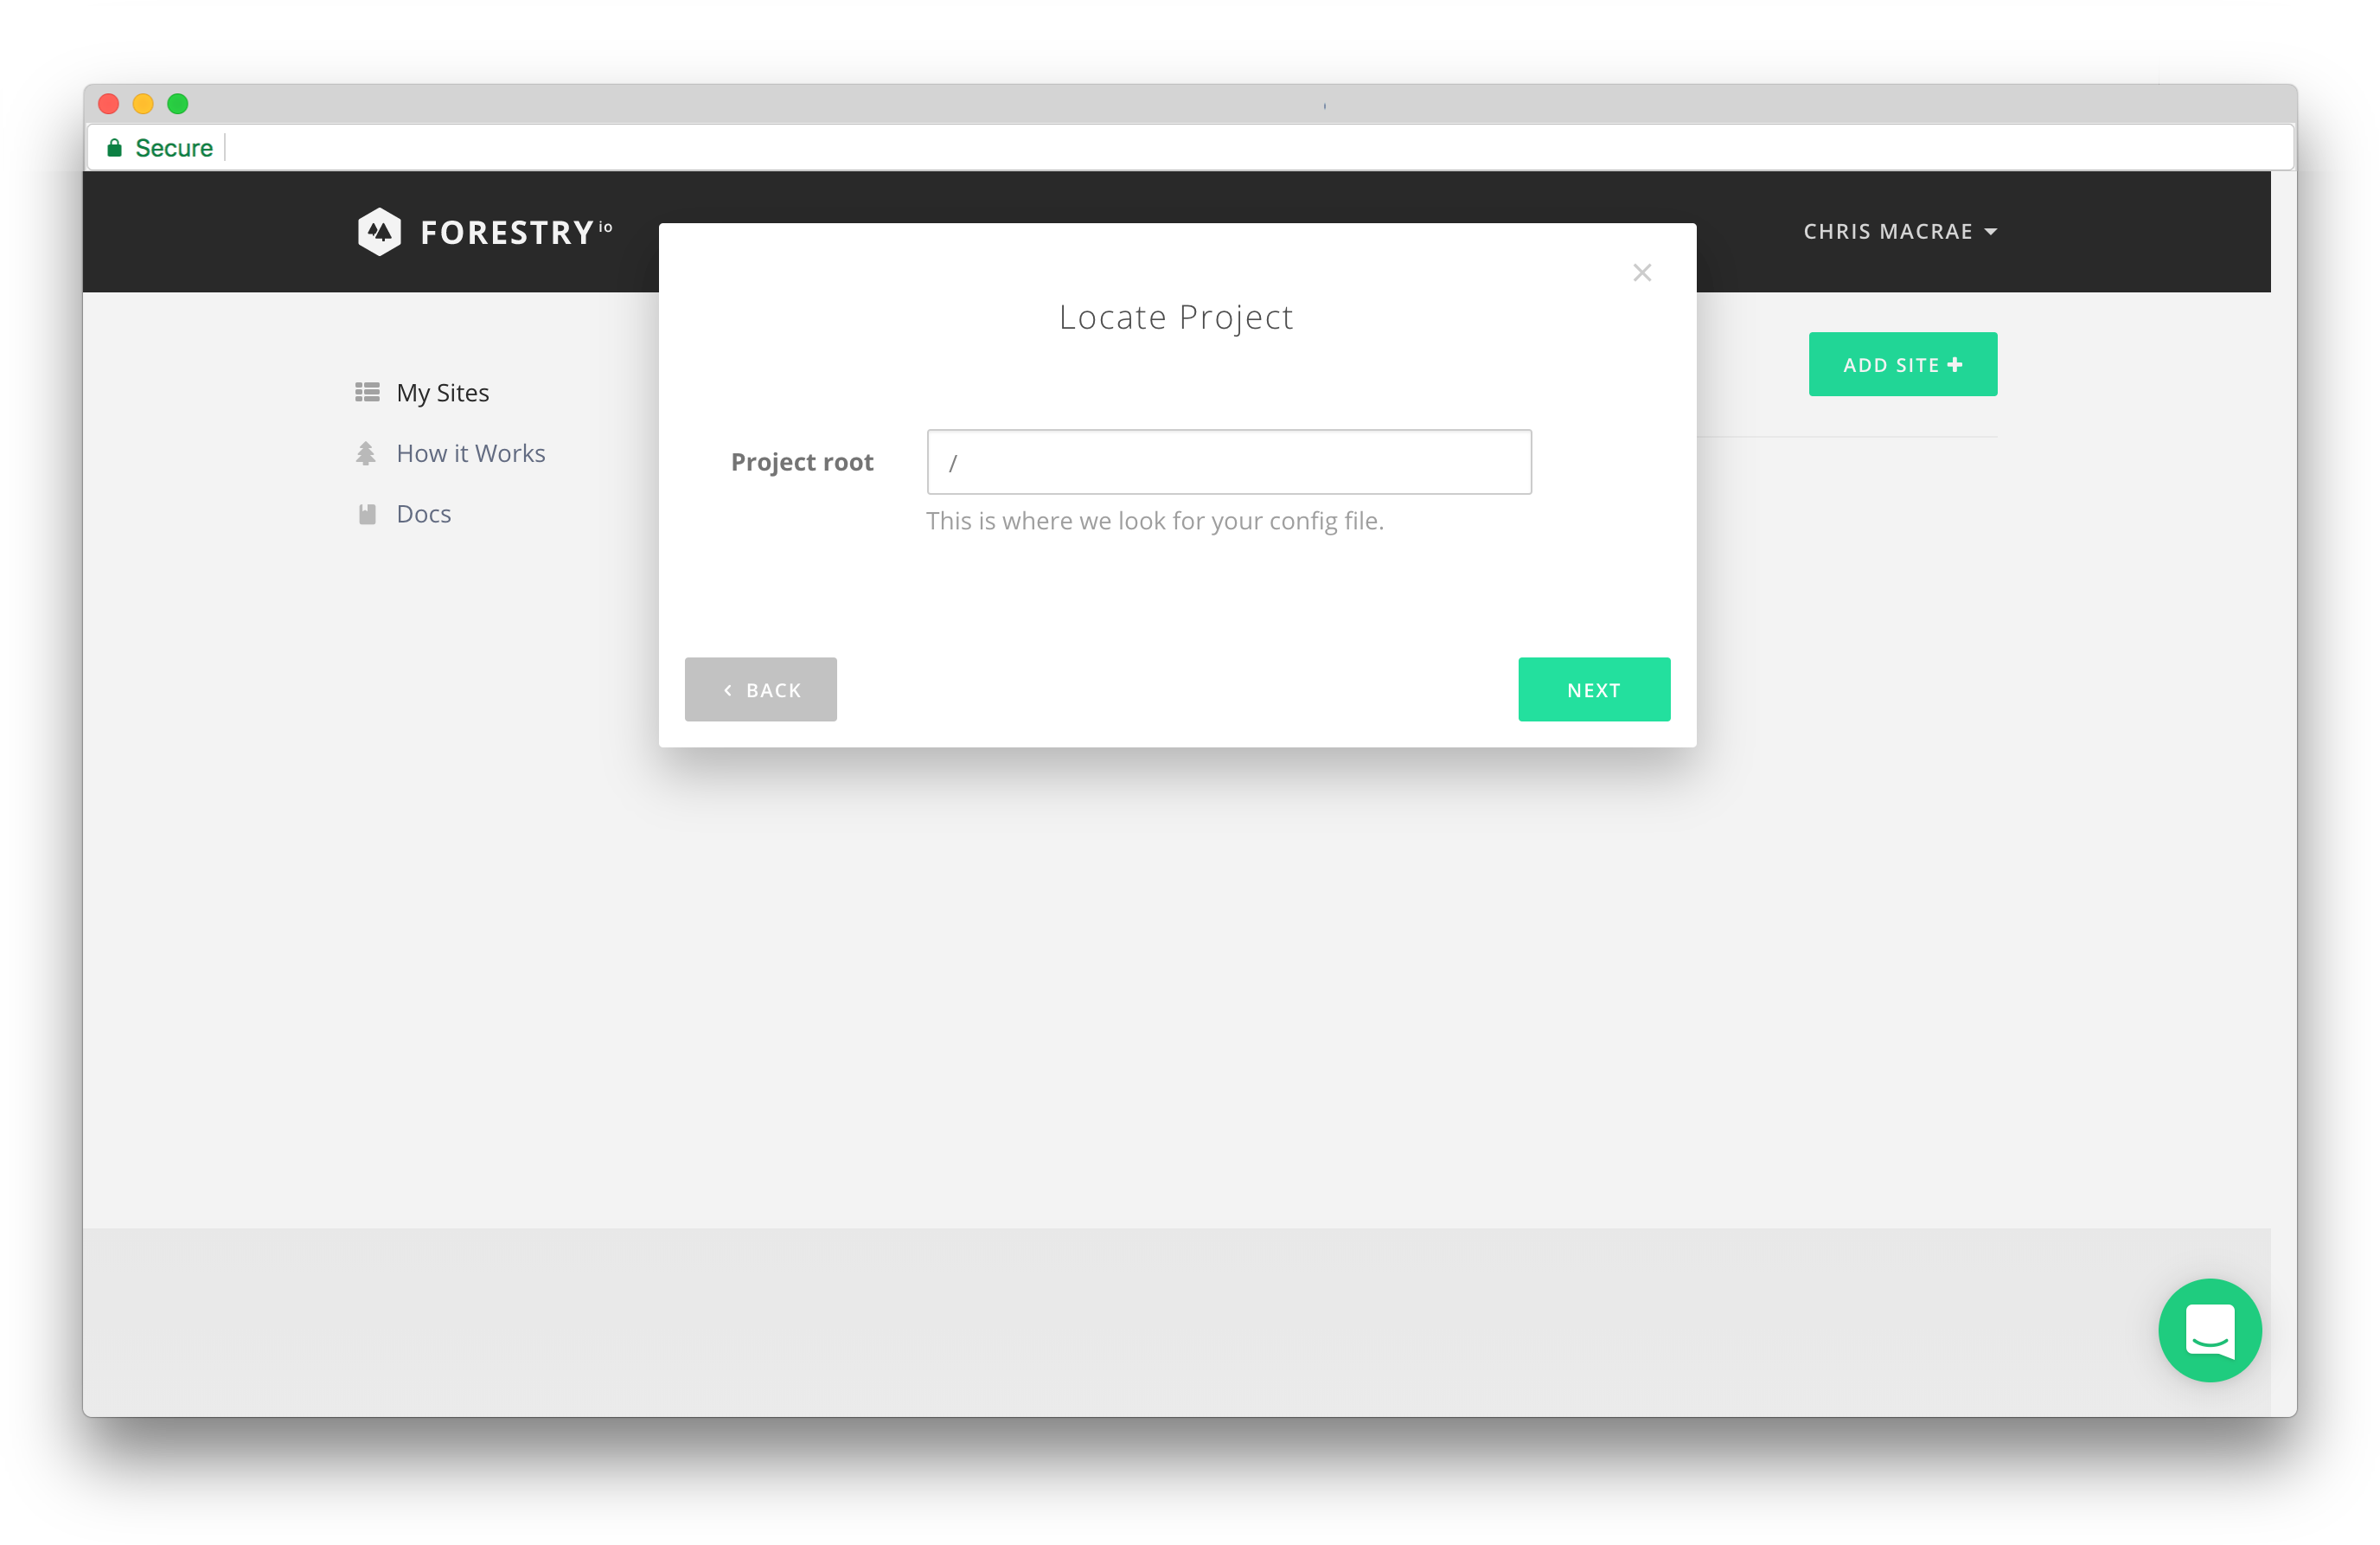 Secure
FORESTRY io
CHRIS MACRAE
Locate Project
ADD SITE
My Sites
How it Works
Docs
Project root
/
This is where we look for your config file.
BACK
NEXT